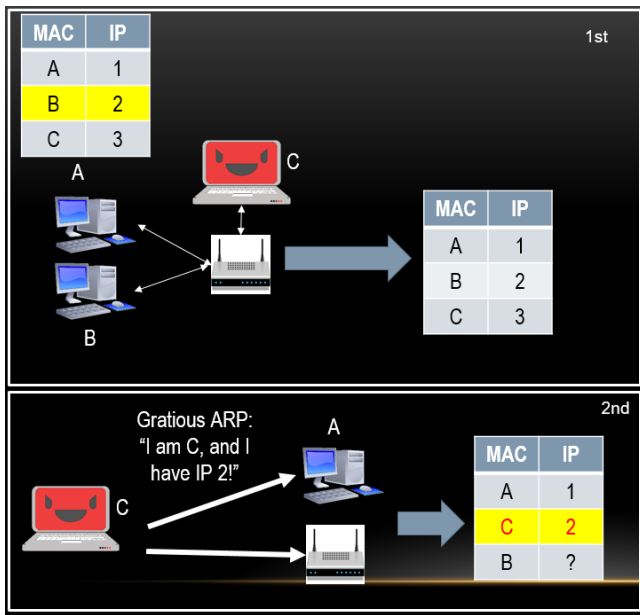 MAC IP
A 1
B 2
C 3
1st
A
C
B
MAC IP
A 1
B 2
C 3
2nd
Gratious ARP:
“I am C, and I
have IP 2!”
A
C
MAC IP
A 1
C 2
B ?